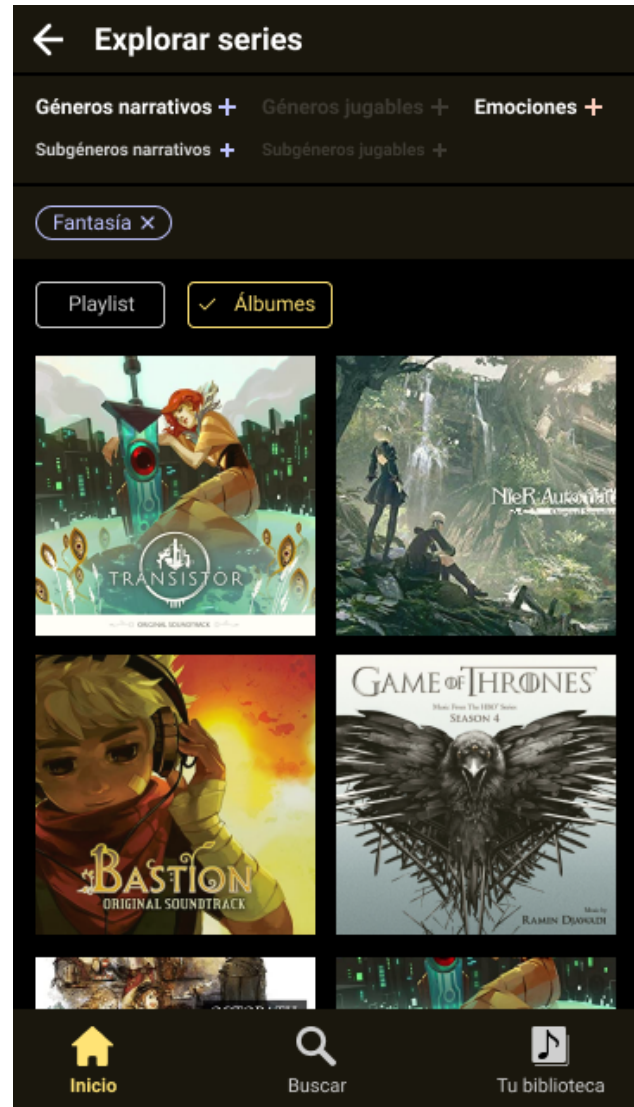 Explorar series
Géneros narrativos + Géneros jugables + Emociones +
Subgéneros narrativos + Subgéneros jugables +
Fantasía ×
Playlist ✓ Álbumes
TRANSISTOR
ORIGINAL SOUNDTRACK
NieR:Automata
Original Soundtrack
BASTION
ORIGINAL SOUNDTRACK
GAME OF THRONES
Music From The HBO® Series
SEASON 4
Music by
RAMIN DJAWADI
Inicio Buscar Tu biblioteca